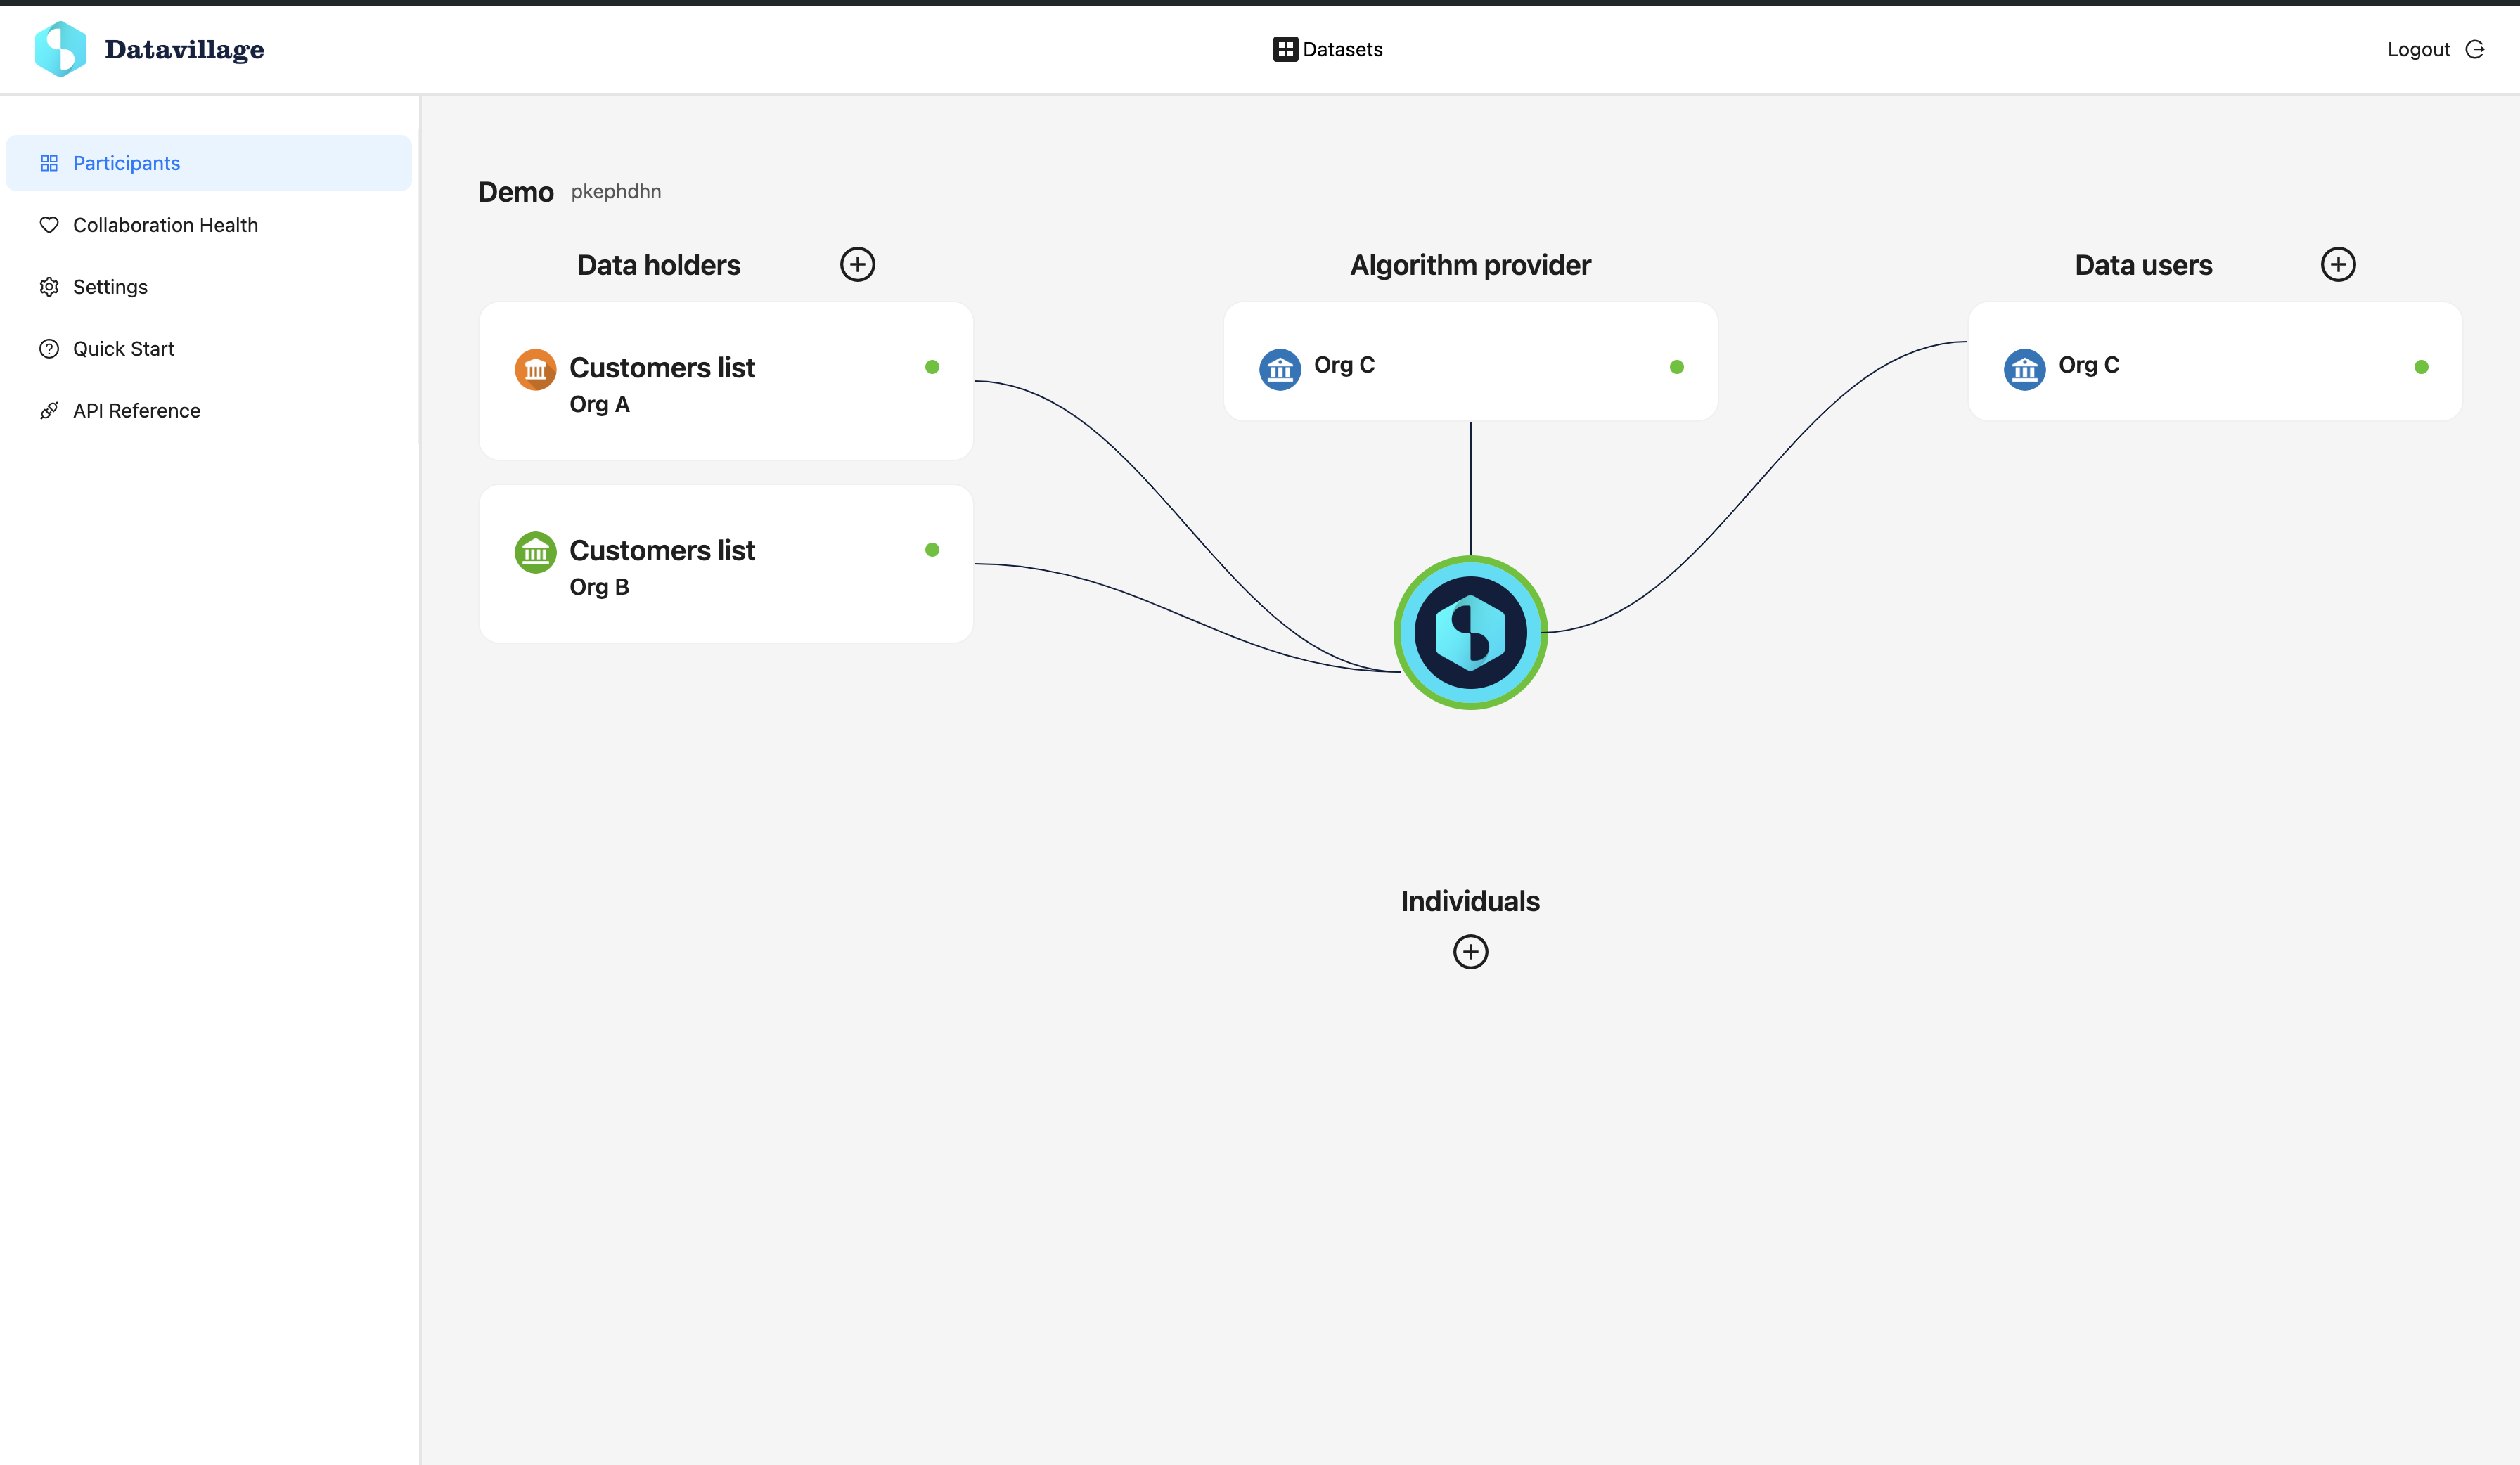 Datavillage
Datasets
Logout
Participants
Collaboration Health
Settings
Quick Start
API Reference
Demo pkephdhn
Data holders
Customers list
Org A
Customers list
Org B
Algorithm provider
Org C
Data users
Org C
Individuals